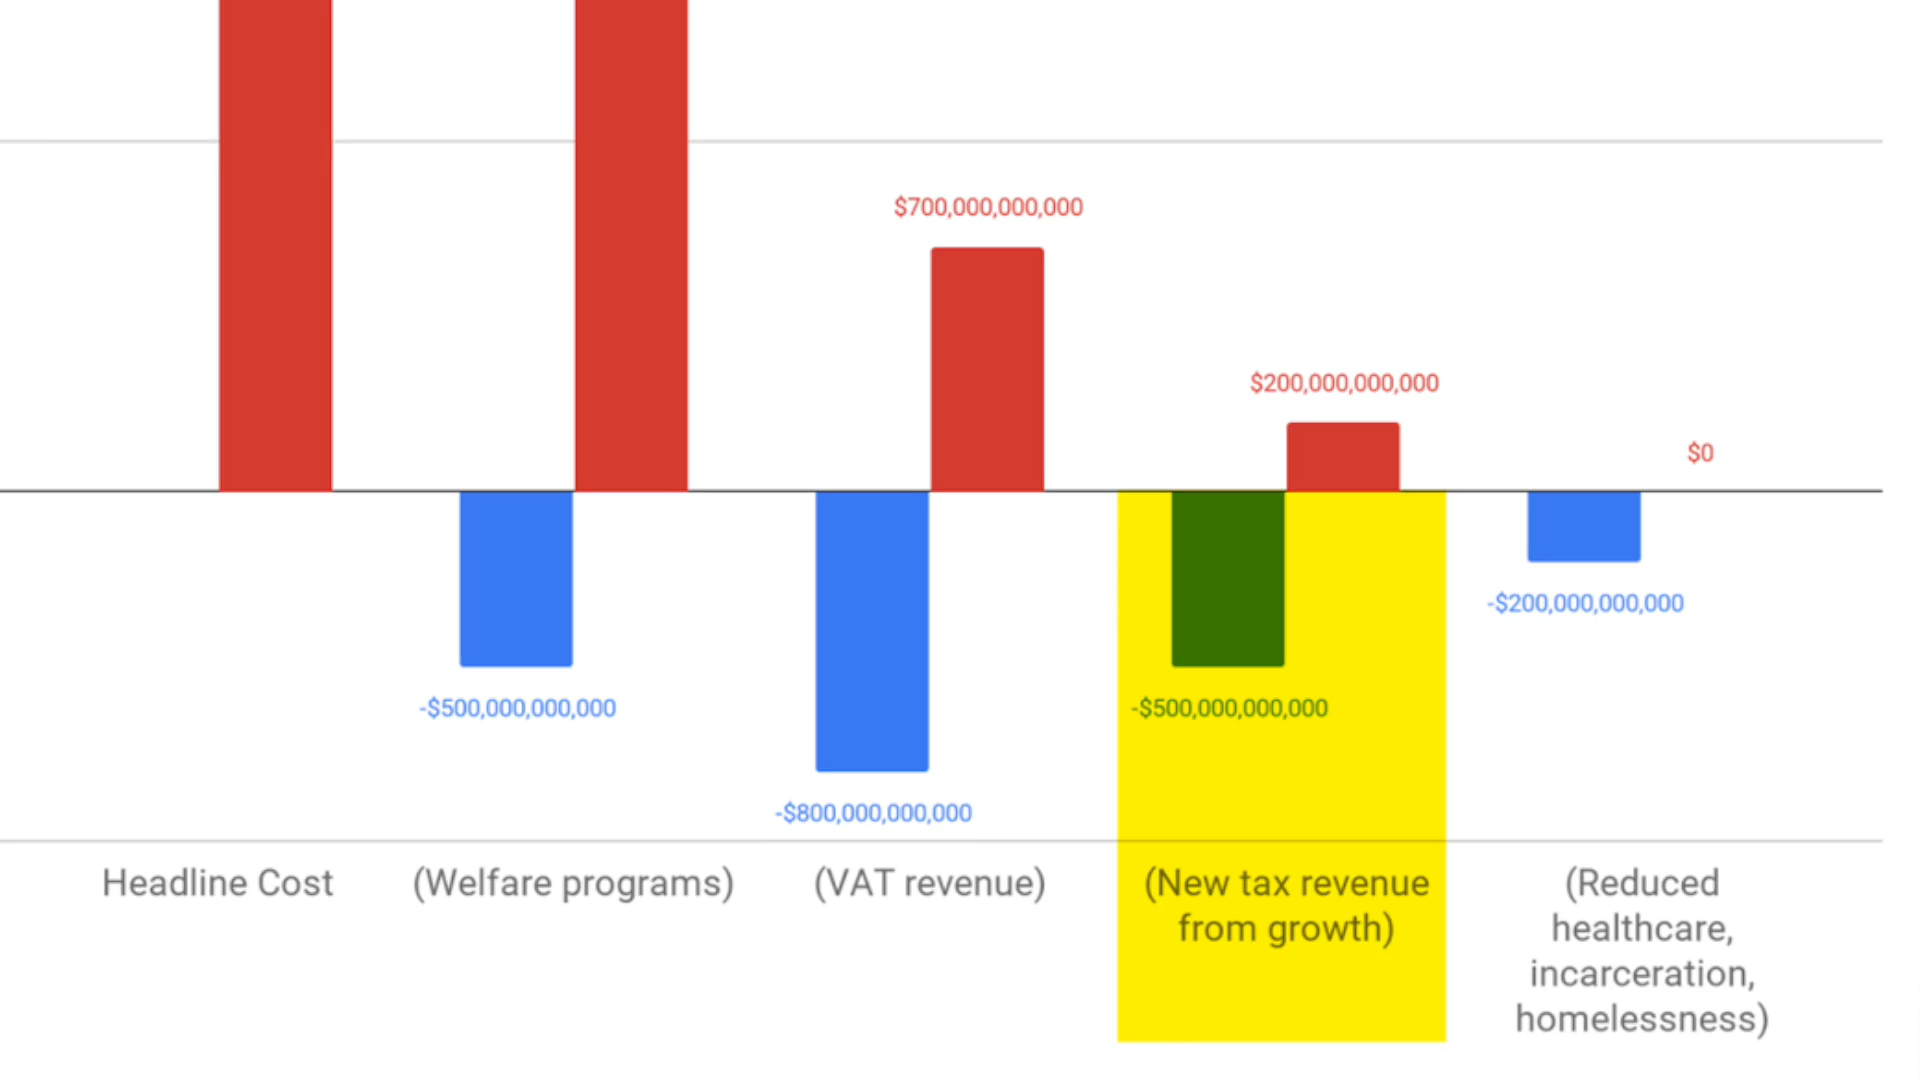 $700,000,000,000
$200,000,000,000
$0
-$200,000,000,000
-$500,000,000,000
-$500,000,000,000
-$800,000,000,000
Headline Cost
(Welfare programs)
(VAT revenue)
(New tax revenue
from growth)
(Reduced
healthcare,
incarceration,
homelessness)